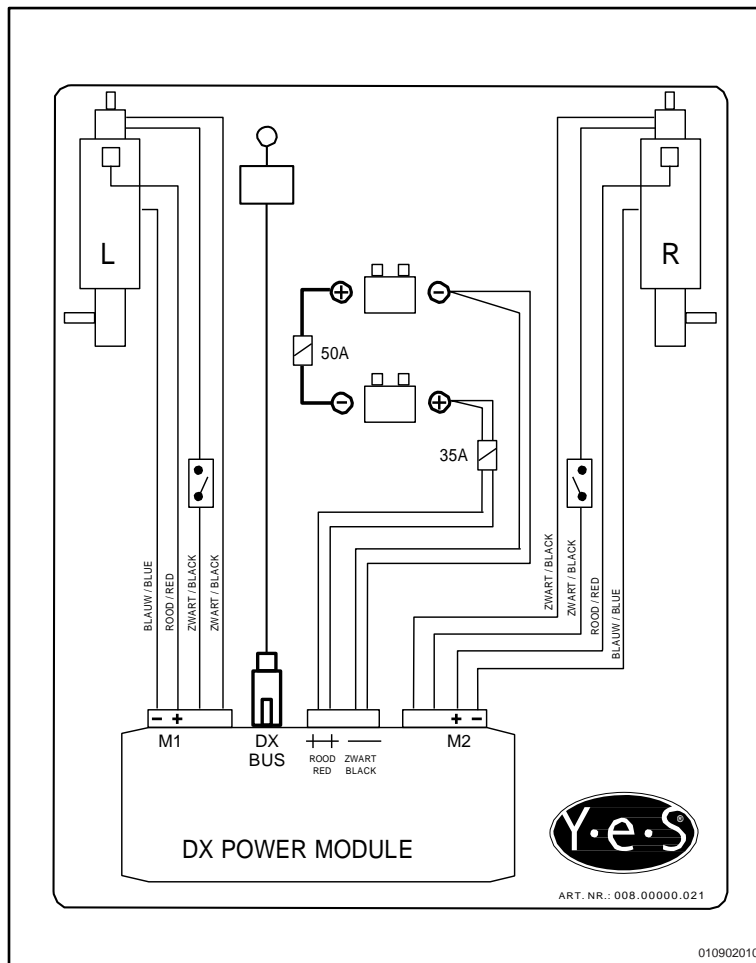 L
R
+
−
50A
−
+
35A
BLAUW / BLUE
ROOD / RED
ZWART / BLACK
ZWART / BLACK
ZWART / BLACK
ZWART / BLACK
ROOD / RED
BLAUW / BLUE
− +
+ −
M1
DX
BUS
ROOD
RED
ZWART
BLACK
M2
DX POWER MODULE
Y·e·S®
ART. NR.: 008.00000.021
010902010